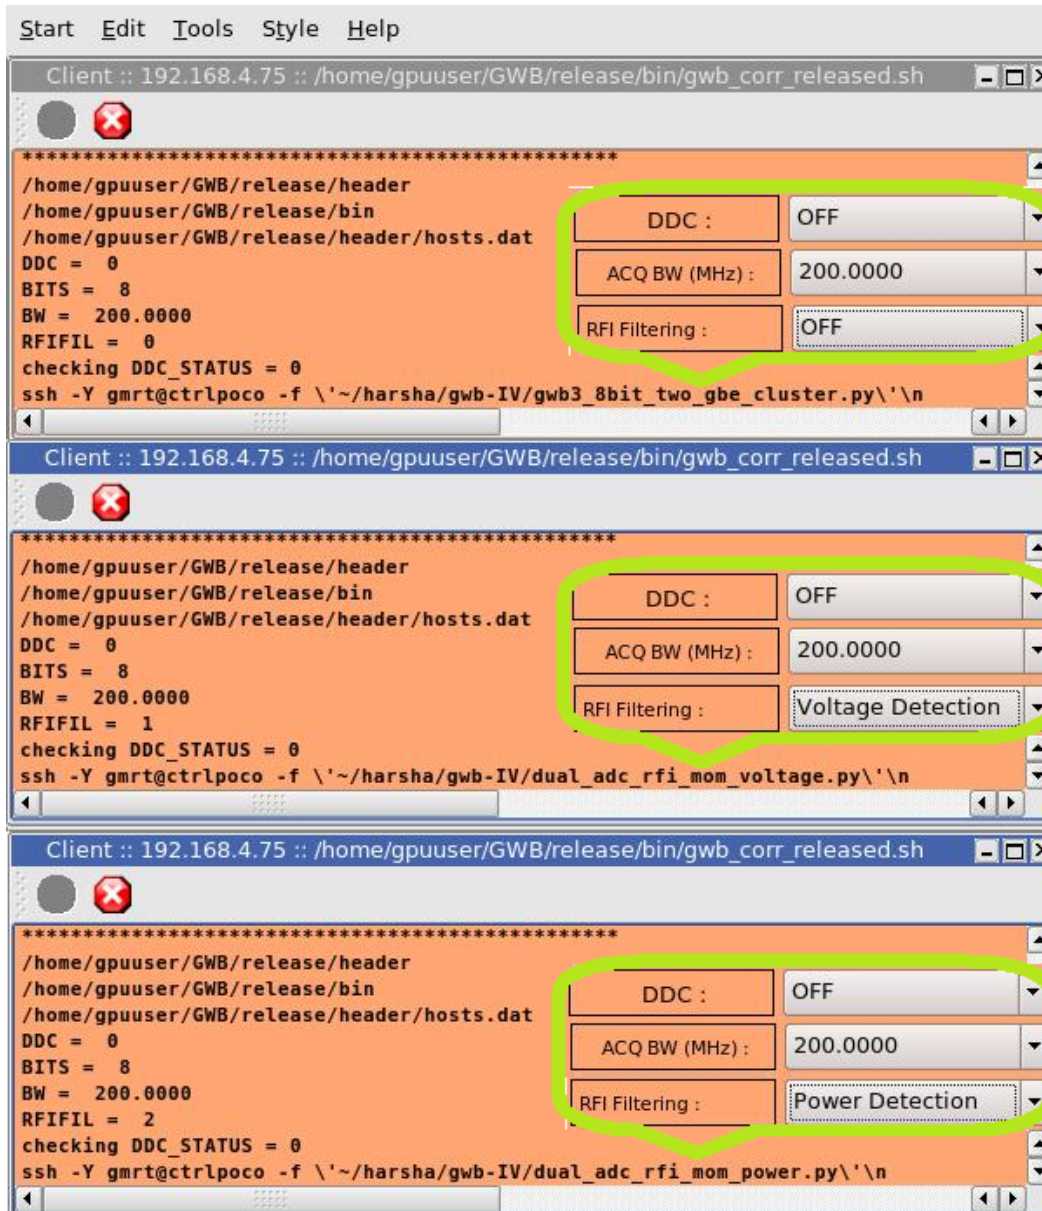 Start Edit Tools Style Help
Client :: 192.168.4.75 :: /home/gpuuser/GWB/release/bin/gwb_corr_released.sh
**************************************************
/home/gpuuser/GWB/release/header
/home/gpuuser/GWB/release/bin
/home/gpuuser/GWB/release/header/hosts.dat
DDC =  0
BITS =  8
BW =  200.0000
RFIFIL =  0
checking DDC_STATUS = 0
ssh -Y gmrt@ctrlpoco -f \'~/harsha/gwb-IV/gwb3_8bit_two_gbe_cluster.py\'\n
DDC : OFF
ACQ BW (MHz) : 200.0000
RFI Filtering : OFF
Client :: 192.168.4.75 :: /home/gpuuser/GWB/release/bin/gwb_corr_released.sh
**************************************************
/home/gpuuser/GWB/release/header
/home/gpuuser/GWB/release/bin
/home/gpuuser/GWB/release/header/hosts.dat
DDC =  0
BITS =  8
BW =  200.0000
RFIFIL =  1
checking DDC_STATUS = 0
ssh -Y gmrt@ctrlpoco -f \'~/harsha/gwb-IV/dual_adc_rfi_mom_voltage.py\'\n
DDC : OFF
ACQ BW (MHz) : 200.0000
RFI Filtering : Voltage Detection
Client :: 192.168.4.75 :: /home/gpuuser/GWB/release/bin/gwb_corr_released.sh
**************************************************
/home/gpuuser/GWB/release/header
/home/gpuuser/GWB/release/bin
/home/gpuuser/GWB/release/header/hosts.dat
DDC =  0
BITS =  8
BW =  200.0000
RFIFIL =  2
checking DDC_STATUS = 0
ssh -Y gmrt@ctrlpoco -f \'~/harsha/gwb-IV/dual_adc_rfi_mom_power.py\'\n
DDC : OFF
ACQ BW (MHz) : 200.0000
RFI Filtering : Power Detection